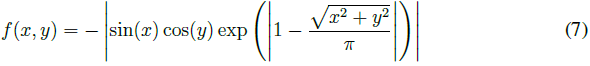 f(x, y) = − |sin(x) cos(y) exp (|1 − √(x² + y²)/π|)| (7)